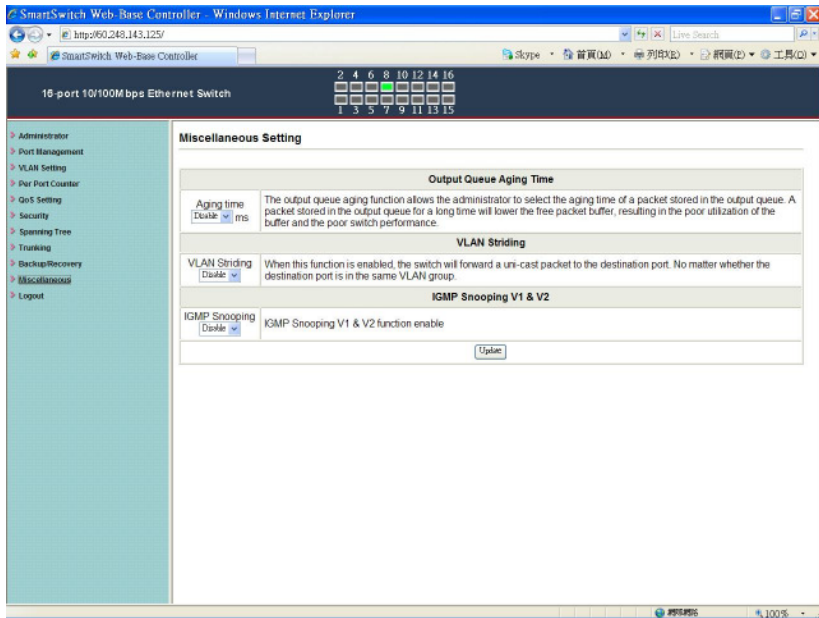 SmartSwitch Web-Base Controller - Windows Internet Explorer
http://60.248.143.125/
Live Search
SmartSwitch Web-Base Controller
Skype
首頁(M)
列印(R)
網頁(P)
工具(O)
16-port 10/100Mbps Ethernet Switch
2 4 6 8 10 12 14 16
1 3 5 7 9 11 13 15
Administrator
Port Management
VLAN Setting
Per Port Counter
QoS Setting
Security
Spanning Tree
Trunking
Backup/Recovery
Miscellaneous
Logout
Miscellaneous Setting
Output Queue Aging Time
Aging time
Disable ms
The output queue aging function allows the administrator to select the aging time of a packet stored in the output queue. A
packet stored in the output queue for a long time will lower the free packet buffer, resulting in the poor utilization of the
buffer and the poor switch performance.
VLAN Striding
VLAN Striding
Disable
When this function is enabled, the switch will forward a uni-cast packet to the destination port. No matter whether the
destination port is in the same VLAN group.
IGMP Snooping V1 & V2
IGMP Snooping
Disable
IGMP Snooping V1 & V2 function enable
Update
100%